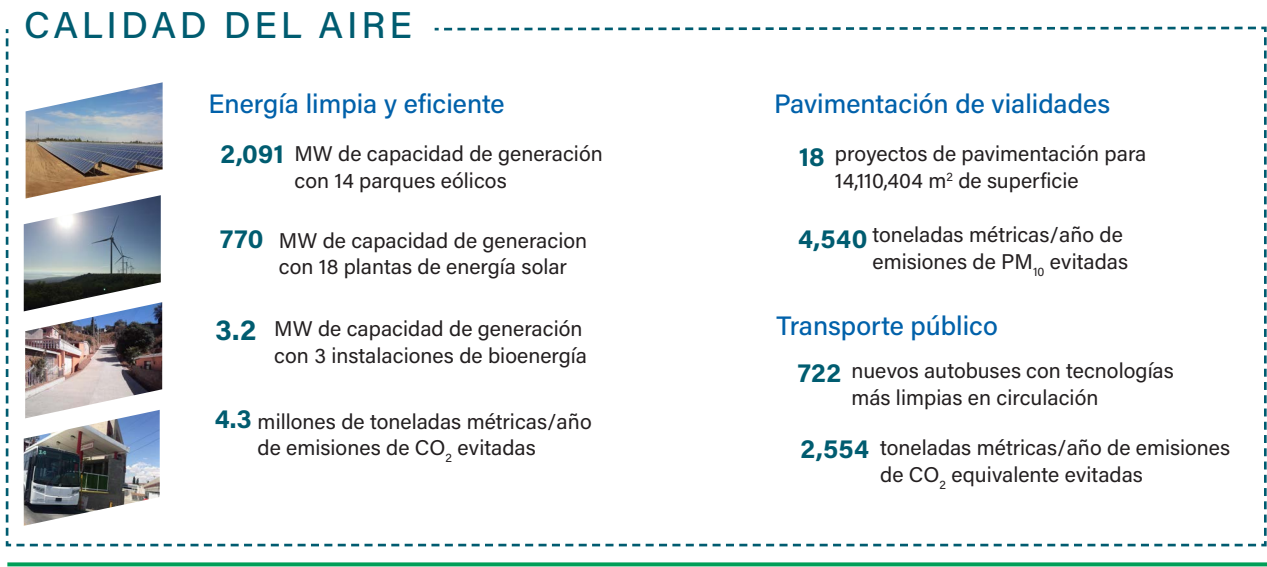 CALIDAD DEL AIRE
Energía limpia y eficiente
2,091 MW de capacidad de generación
con 14 parques eólicos
770 MW de capacidad de generacion
con 18 plantas de energía solar
3.2 MW de capacidad de generación
con 3 instalaciones de bioenergía
4.3 millones de toneladas métricas/año
de emisiones de CO₂ evitadas
Pavimentación de vialidades
18 proyectos de pavimentación para
14,110,404 m² de superficie
4,540 toneladas métricas/año de
emisiones de PM₁₀ evitadas
Transporte público
722 nuevos autobuses con tecnologías
más limpias en circulación
2,554 toneladas métricas/año de emisiones
de CO₂ equivalente evitadas